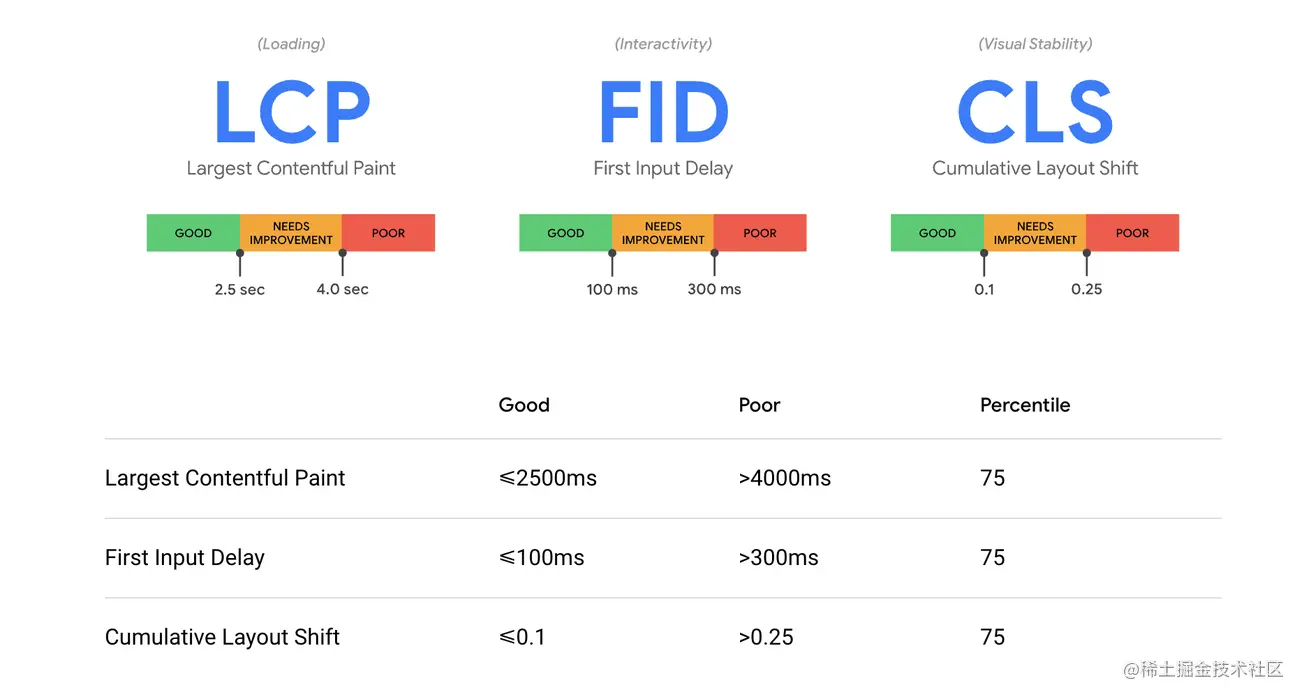 (Loading)
LCP
Largest Contentful Paint
GOOD
NEEDS
IMPROVEMENT
POOR
2.5 sec
4.0 sec
(Interactivity)
FID
First Input Delay
GOOD
NEEDS
IMPROVEMENT
POOR
100 ms
300 ms
(Visual Stability)
CLS
Cumulative Layout Shift
GOOD
NEEDS
IMPROVEMENT
POOR
0.1
0.25
Good Poor Percentile
Largest Contentful Paint ≤2500ms >4000ms 75
First Input Delay ≤100ms >300ms 75
Cumulative Layout Shift ≤0.1 >0.25 75
@稀土掘金技术社区